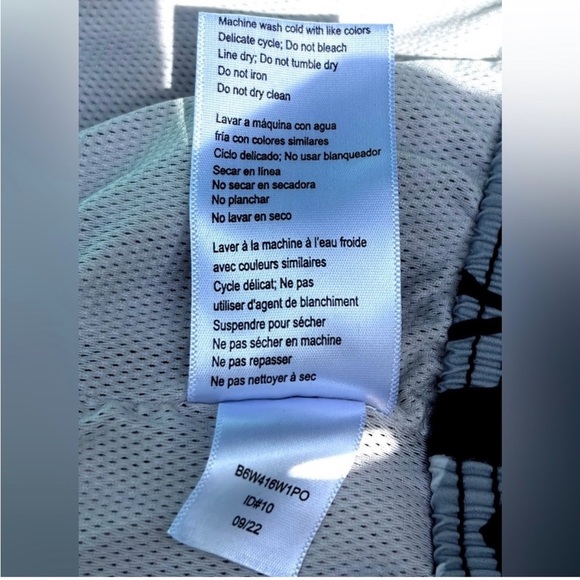 Machine wash cold with like colors
Delicate cycle; Do not bleach
Line dry; Do not tumble dry
Do not iron
Do not dry clean
Lavar a máquina con agua
fría con colores similares
Ciclo delicado; No usar blanqueador
Secar en línea
No secar en secadora
No planchar
No lavar en seco
Laver à la machine à l'eau froide
avec couleurs similaires
Cycle délicat; Ne pas
utiliser d'agent de blanchiment
Suspendre pour sécher
Ne pas sécher en machine
Ne pas repasser
Ne pas nettoyer à sec
B6W416W1PO
ID#10
09/22